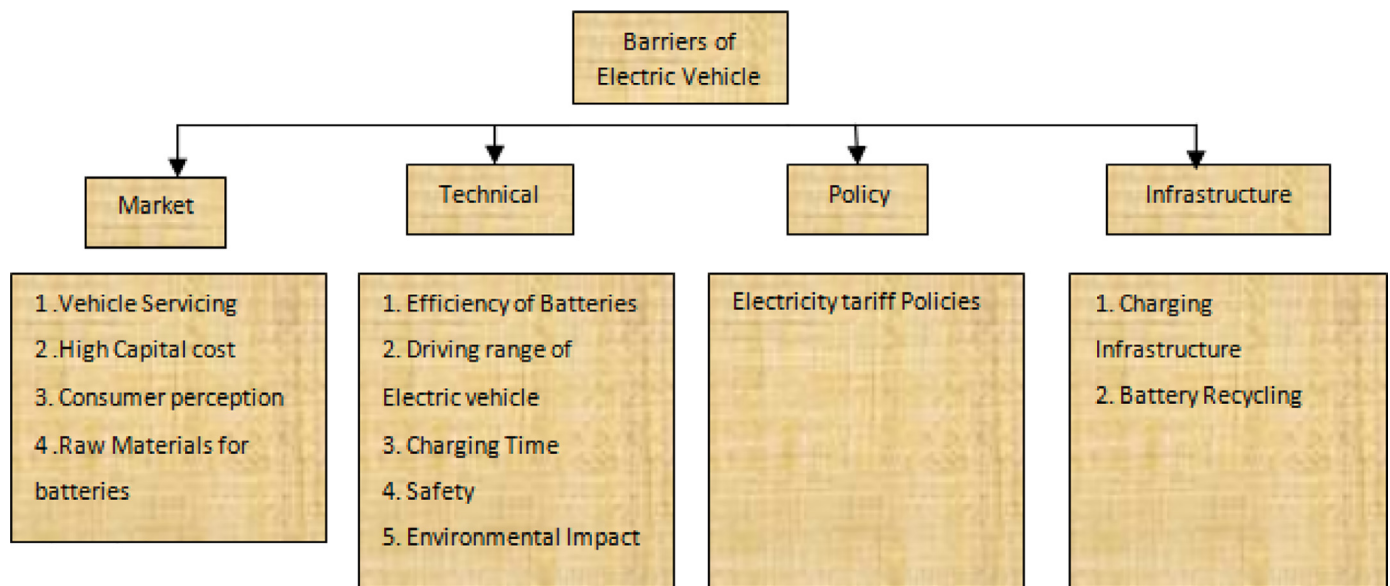 Barriers of
Electric Vehicle
Market
Technical
Policy
Infrastructure
1 .Vehicle Servicing
2 .High Capital cost
3. Consumer perception
4 .Raw Materials for
batteries
1. Efficiency of Batteries
2. Driving range of
Electric vehicle
3. Charging Time
4. Safety
5. Environmental Impact
Electricity tariff Policies
1. Charging
Infrastructure
2. Battery Recycling